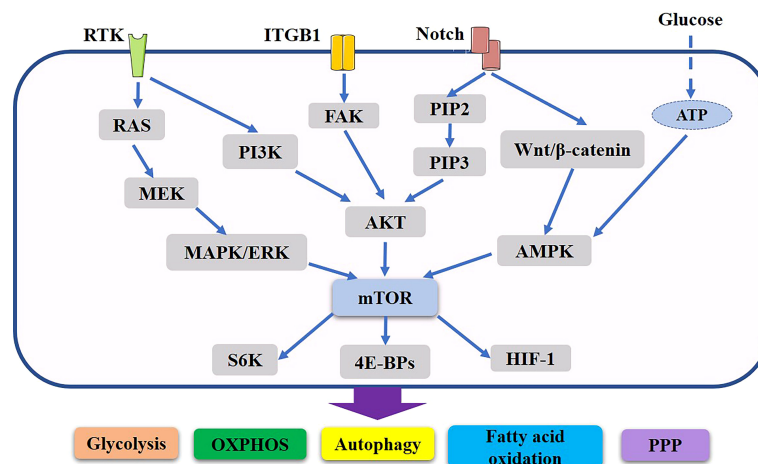 RTK
ITGB1
Notch
Glucose
RAS
FAK
PIP2
ATP
PI3K
PIP3
Wnt/β-catenin
MEK
AKT
MAPK/ERK
AMPK
mTOR
S6K
4E-BPs
HIF-1
Glycolysis
OXPHOS
Autophagy
Fatty acid
oxidation
PPP